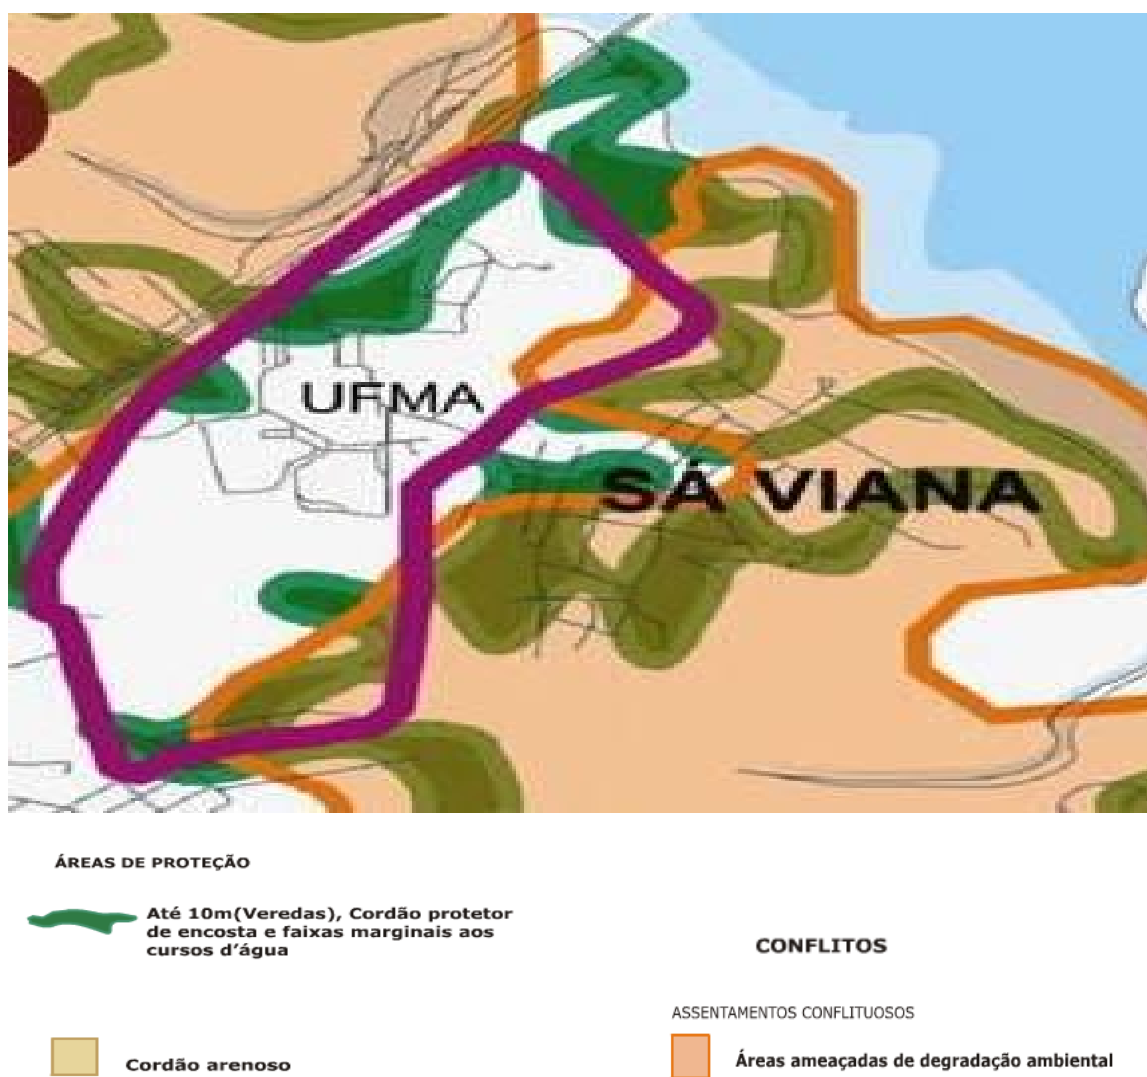 UFMA
SÁ VIANA
ÁREAS DE PROTEÇÃO
Até 10m(Veredas), Cordão protetor
de encosta e faixas marginais aos
cursos d'água
CONFLITOS
ASSENTAMENTOS CONFLITUOSOS
Cordão arenoso
Áreas ameaçadas de degradação ambiental